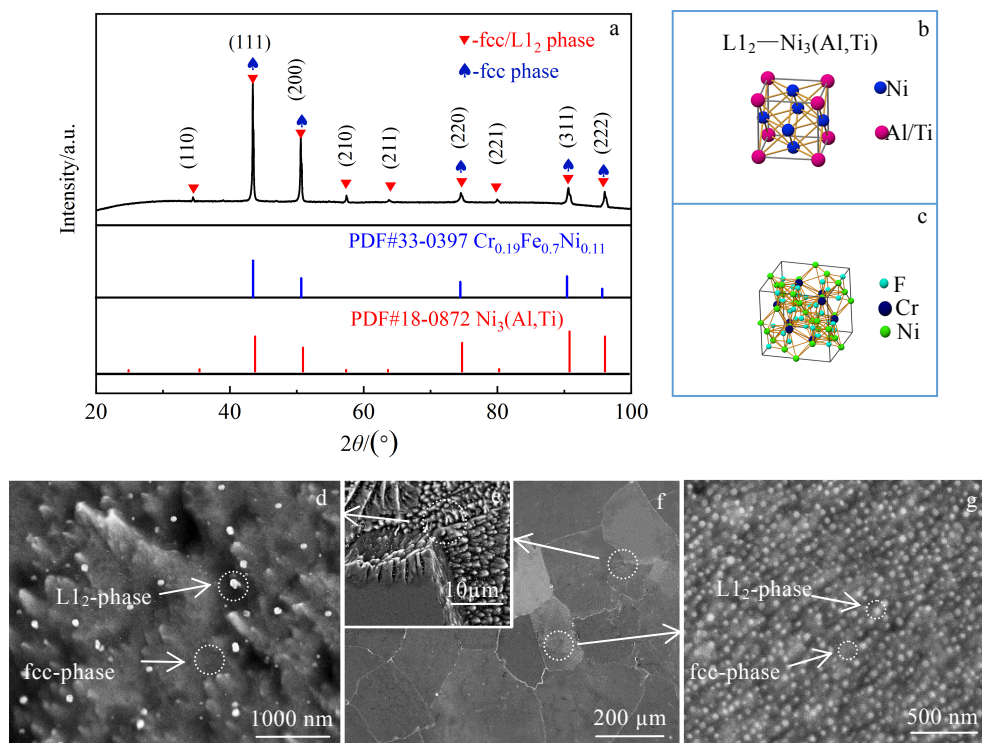 a
-fcc/L1₂ phase
-fcc phase
(111)
(200)
(110)
(210)
(211)
(220)
(221)
(311)
(222)
Intensity/a.u.
PDF#33-0397 Cr₀.₁₉Fe₀.₇Ni₀.₁₁
PDF#18-0872 Ni₃(Al,Ti)
20 40 60 80 100
2θ/(°)
b
L1₂—Ni₃(Al,Ti)
Ni
Al/Ti
c
F
Cr
Ni
d
L1₂-phase
fcc-phase
1000 nm
e
10μm
f
200 μm
g
L1₂-phase
fcc-phase
500 nm